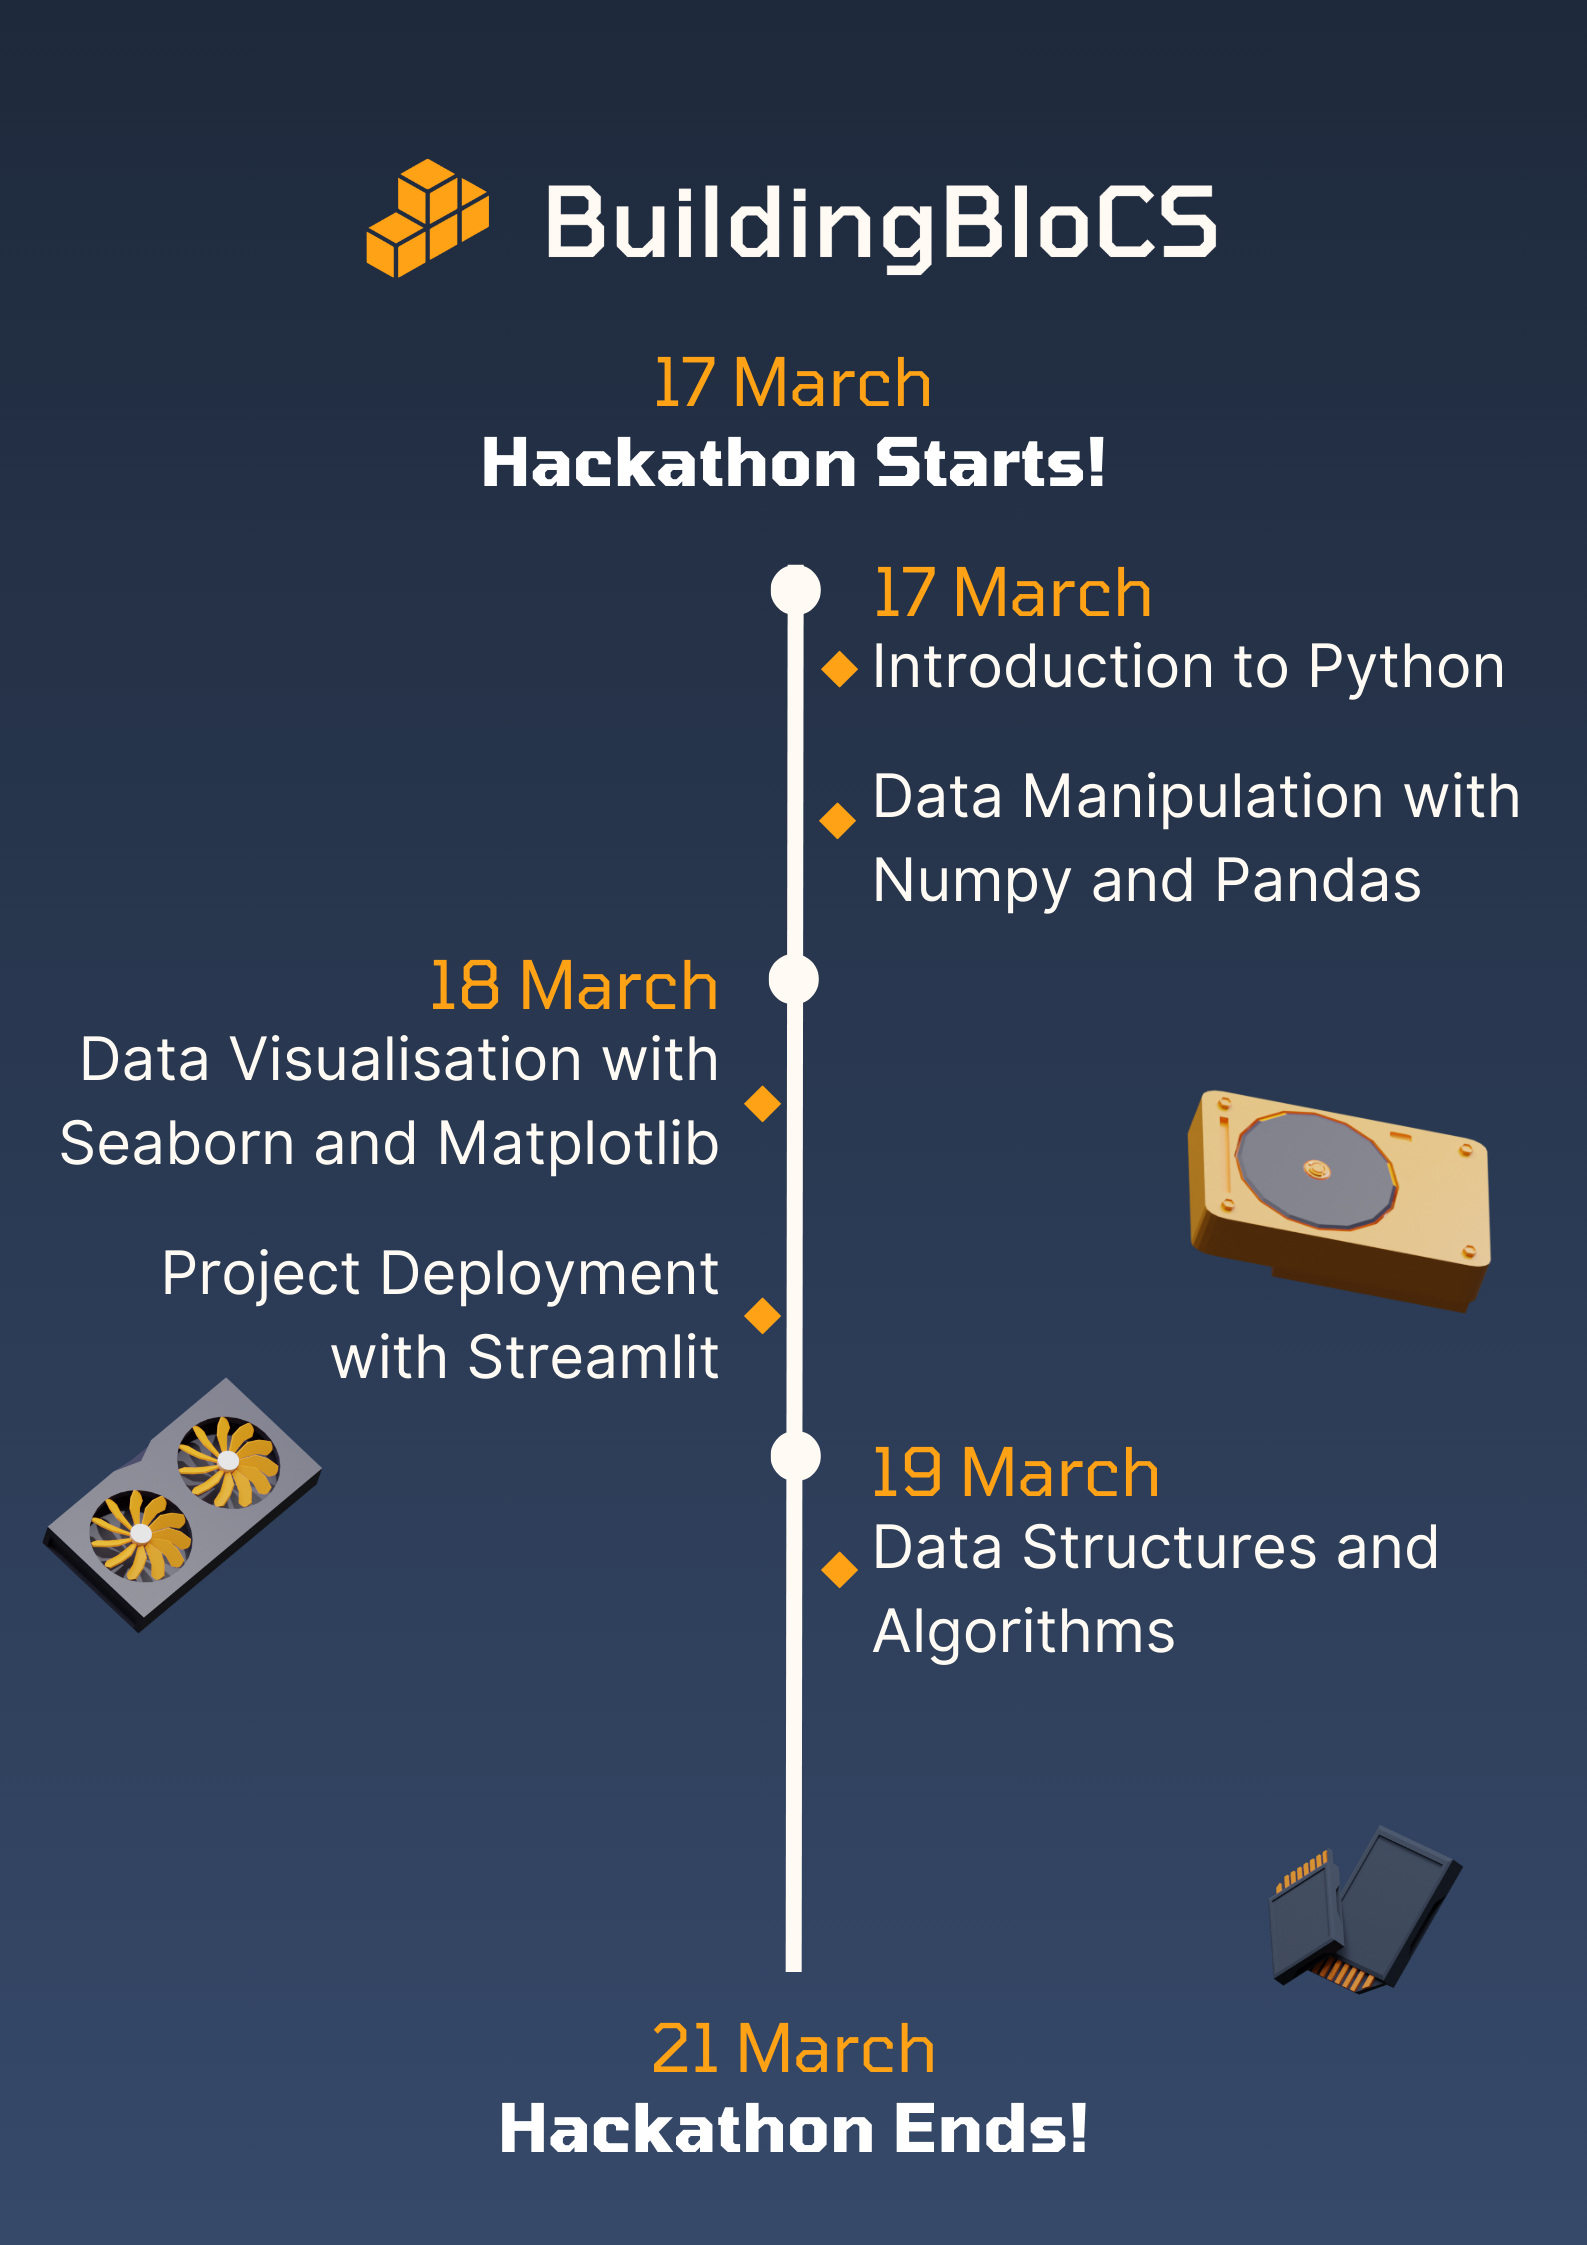 BuildingBloCS
17 March
Hackathon Starts!
17 March
Introduction to Python
Data Manipulation with
Numpy and Pandas
18 March
Data Visualisation with
Seaborn and Matplotlib
Project Deployment
with Streamlit
19 March
Data Structures and
Algorithms
21 March
Hackathon Ends!